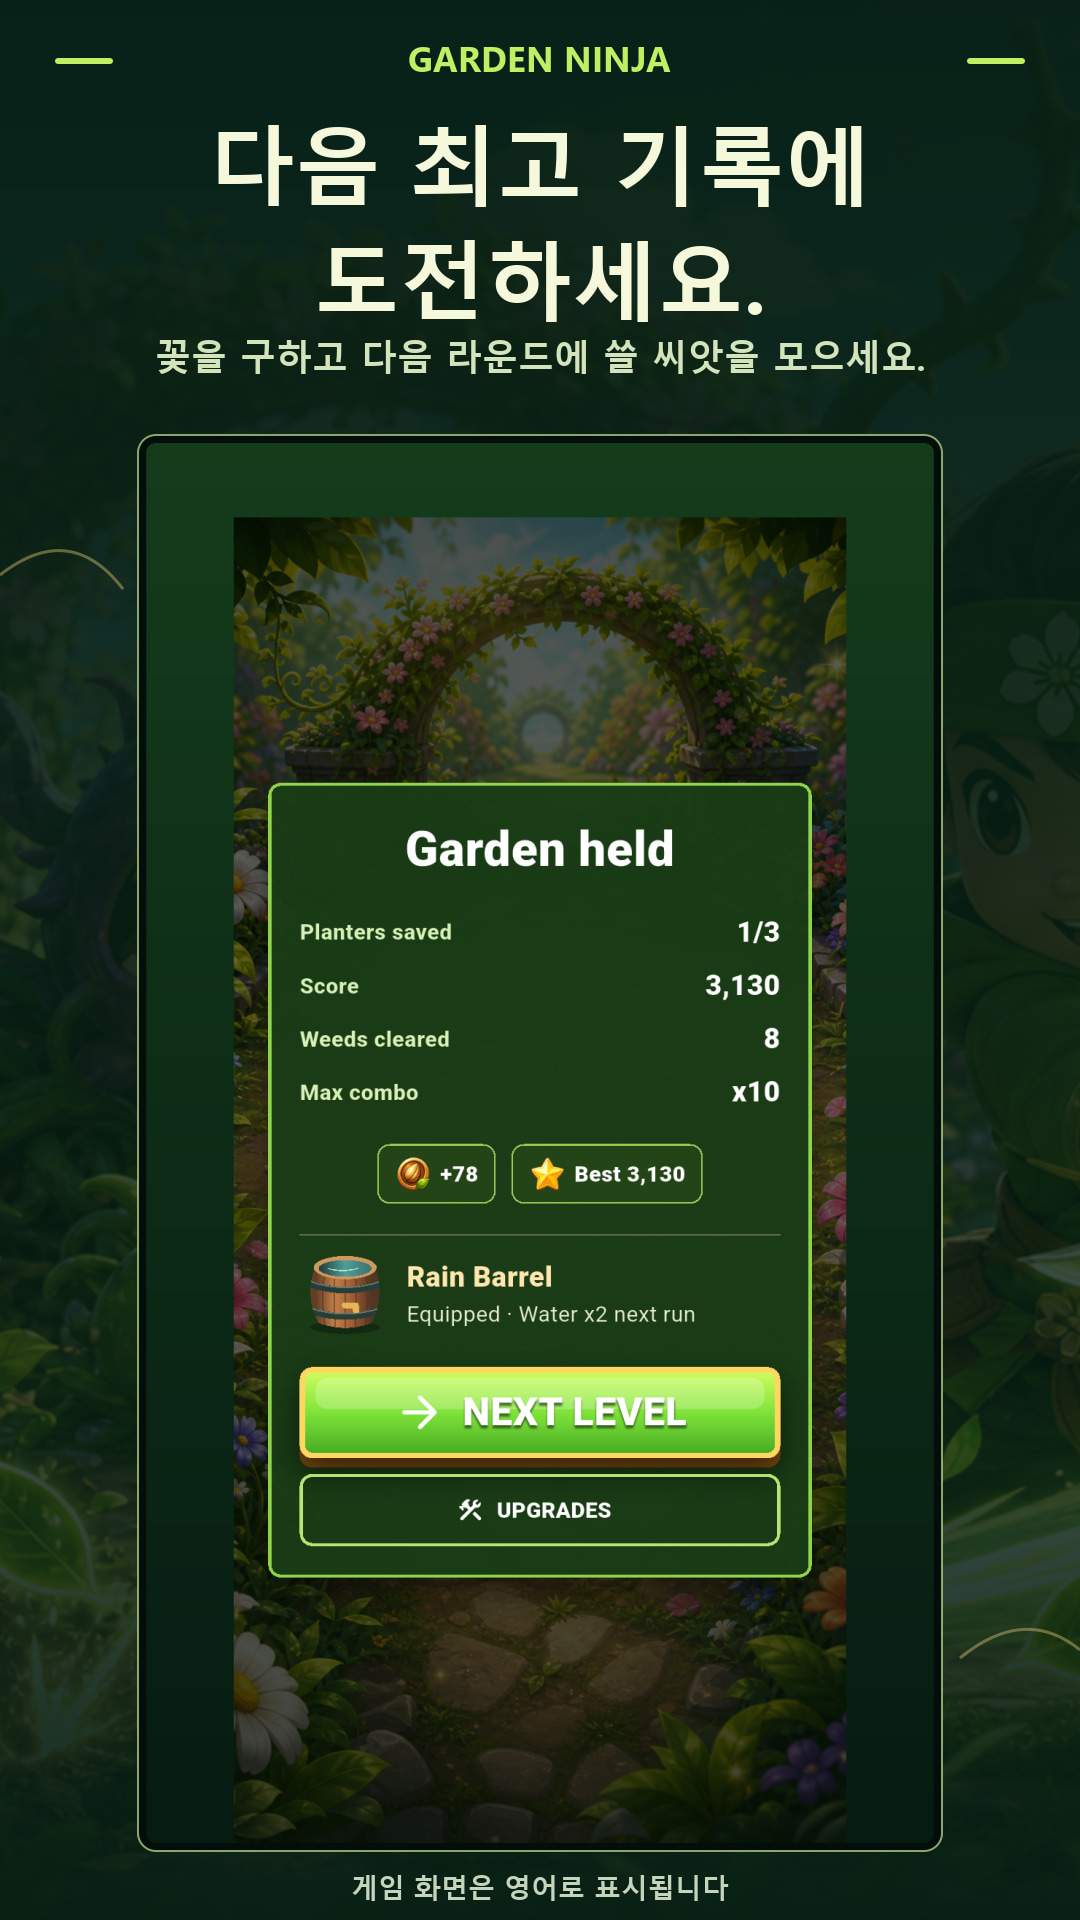 GARDEN NINJA
다음 최고 기록에
도전하세요.
꽃을 구하고 다음 라운드에 쓸 씨앗을 모으세요.
Garden held
Planters saved 1/3
Score 3,130
Weeds cleared 8
Max combo x10
+78 Best 3,130
Rain Barrel
Equipped · Water x2 next run
NEXT LEVEL
UPGRADES
게임 화면은 영어로 표시됩니다